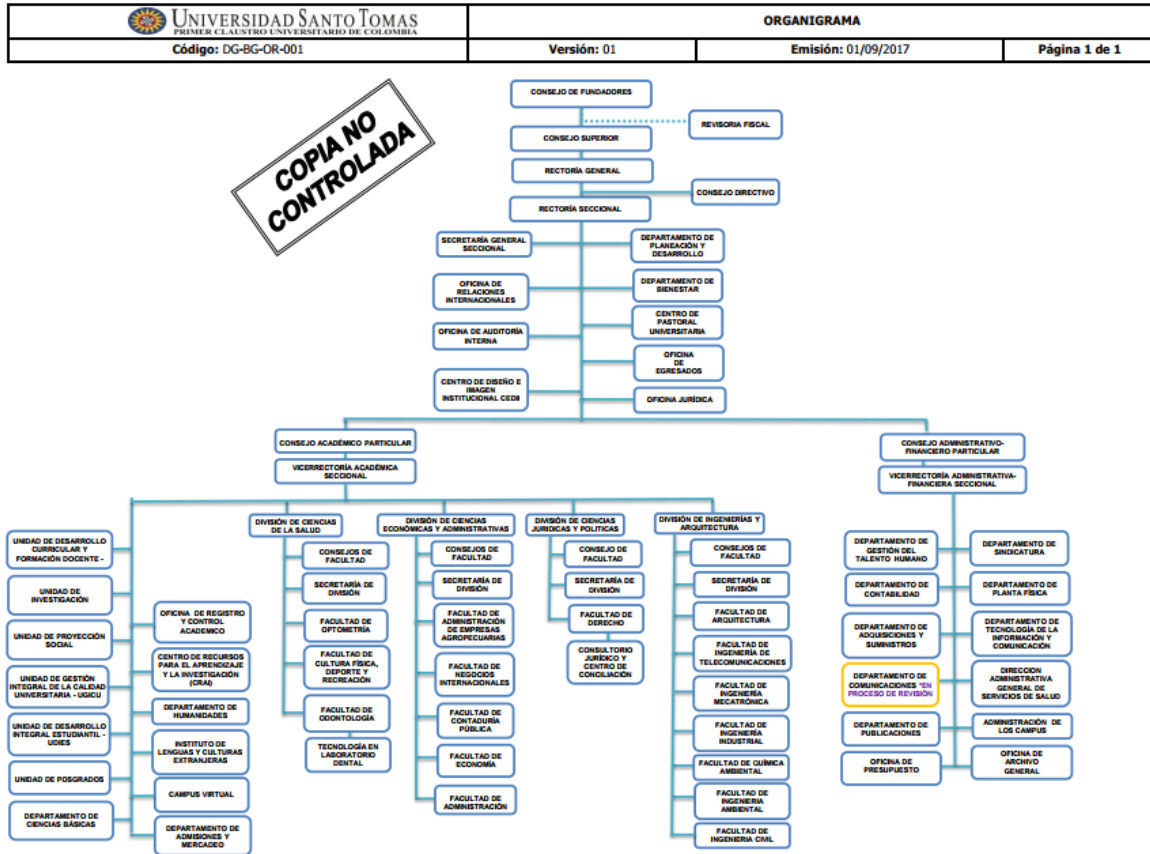 UNIVERSIDAD SANTO TOMAS
PRIMER CLAUSTRO UNIVERSITARIO DE COLOMBIA
ORGANIGRAMA
Código: DG-BG-OR-001
Versión: 01
Emisión: 01/09/2017
Página 1 de 1
COPIA NO
CONTROLADA
CONSEJO DE FUNDADORES
REVISORIA FISCAL
CONSEJO SUPERIOR
RECTORÍA GENERAL
CONSEJO DIRECTIVO
RECTORÍA SECCIONAL
SECRETARÍA GENERAL
SECCIONAL
DEPARTAMENTO DE
PLANEACIÓN Y
DESARROLLO
OFICINA DE
RELACIONES
INTERNACIONALES
DEPARTAMENTO DE
BIENESTAR
CENTRO DE
PASTORAL
UNIVERSITARIA
OFICINA DE AUDITORÍA
INTERNA
OFICINA
DE
EGRESADOS
CENTRO DE DISEÑO E
IMAGEN
INSTITUCIONAL CEDII
OFICINA JURÍDICA
CONSEJO ACADÉMICO PARTICULAR
VICERRECTORÍA ACADÉMICA
SECCIONAL
CONSEJO ADMINISTRATIVO-
FINANCIERO PARTICULAR
VICERRECTORÍA ADMINISTRATIVA-
FINANCIERA SECCIONAL
UNIDAD DE DESARROLLO
CURRICULAR Y
FORMACIÓN DOCENTE -
UNIDAD DE
INVESTIGACIÓN
UNIDAD DE PROYECCIÓN
SOCIAL
UNIDAD DE GESTIÓN
INTEGRAL DE LA CALIDAD
UNIVERSITARIA - UGICU
UNIDAD DE DESARROLLO
INTEGRAL ESTUDIANTIL -
UDIES
UNIDAD DE POSGRADOS
DEPARTAMENTO DE
CIENCIAS BÁSICAS
OFICINA DE REGISTRO
Y CONTROL
ACADEMICO
CENTRO DE RECURSOS
PARA EL APRENDIZAJE
Y LA INVESTIGACIÓN
(CRAI)
DEPARTAMENTO DE
HUMANIDADES
INSTITUTO DE
LENGUAS Y CULTURAS
EXTRANJERAS
CAMPUS VIRTUAL
DEPARTAMENTO DE
ADMISIONES Y
MERCADEO
DIVISIÓN DE CIENCIAS
DE LA SALUD
CONSEJOS DE
FACULTAD
SECRETARÍA DE
DIVISIÓN
FACULTAD DE
OPTOMETRÍA
FACULTAD DE
CULTURA FÍSICA,
DEPORTE Y
RECREACIÓN
FACULTAD DE
ODONTOLOGÍA
TECNOLOGÍA EN
LABORATORIO
DENTAL
DIVISIÓN DE CIENCIAS
ECONÓMICAS Y ADMINISTRATIVAS
CONSEJOS DE
FACULTAD
SECRETARÍA DE
DIVISIÓN
FACULTAD DE
ADMINISTRACIÓN
DE EMPRESAS
AGROPECUARIAS
FACULTAD DE
NEGOCIOS
INTERNACIONALES
FACULTAD DE
CONTADURÍA
PÚBLICA
FACULTAD DE
ECONOMÍA
FACULTAD DE
ADMINISTRACIÓN
DIVISIÓN DE CIENCIAS
JURIDICAS Y POLITICAS
CONSEJO DE
FACULTAD
SECRETARÍA DE
DIVISIÓN
FACULTAD DE
DERECHO
CONSULTORIO
JURÍDICO Y
CENTRO DE
CONCILIACIÓN
DIVISIÓN DE INGENIERÍAS Y
ARQUITECTURA
CONSEJOS DE
FACULTAD
SECRETARÍA DE
DIVISIÓN
FACULTAD DE
ARQUITECTURA
FACULTAD DE
INGENIERÍA DE
TELECOMUNICACIONES
FACULTAD DE
INGENIERÍA
MECATRÓNICA
FACULTAD DE
INGENIERÍA
INDUSTRIAL
FACULTAD DE QUÍMICA
AMBIENTAL
FACULTAD DE
INGENIERIA
AMBIENTAL
FACULTAD DE
INGENIERIA CIVIL
DEPARTAMENTO DE
GESTIÓN DEL
TALENTO HUMANO
DEPARTAMENTO DE
CONTABILIDAD
DEPARTAMENTO DE
ADQUISICIONES Y
SUMINISTROS
DEPARTAMENTO DE
COMUNICACIONES *EN
PROCESO DE REVISIÓN
DEPARTAMENTO DE
PUBLICACIONES
OFICINA DE
PRESUPUESTO
DEPARTAMENTO DE
SINDICATURA
DEPARTAMENTO DE
PLANTA FÍSICA
DEPARTAMENTO DE
TECNOLOGÍA DE LA
INFORMACIÓN Y
COMUNICACIÓN
DIRECCION
ADMINISTRATIVA
GENERAL DE
SERVICIOS DE SALUD
ADMINISTRACIÓN DE
LOS CAMPUS
OFICINA DE
ARCHIVO
GENERAL